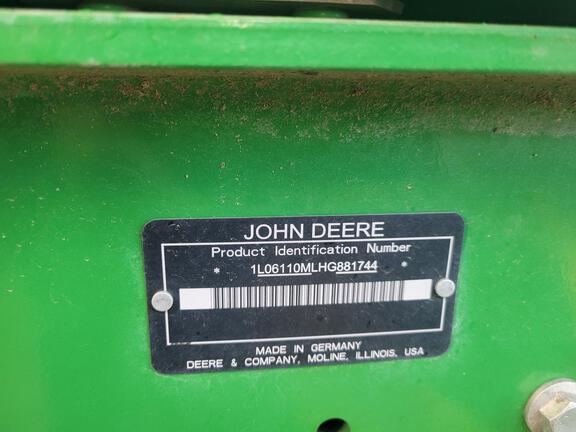 JOHN DEERE
Product Identification Number
* 1L06110MLHG881744 *
MADE IN GERMANY
DEERE & COMPANY, MOLINE, ILLINOIS, USA